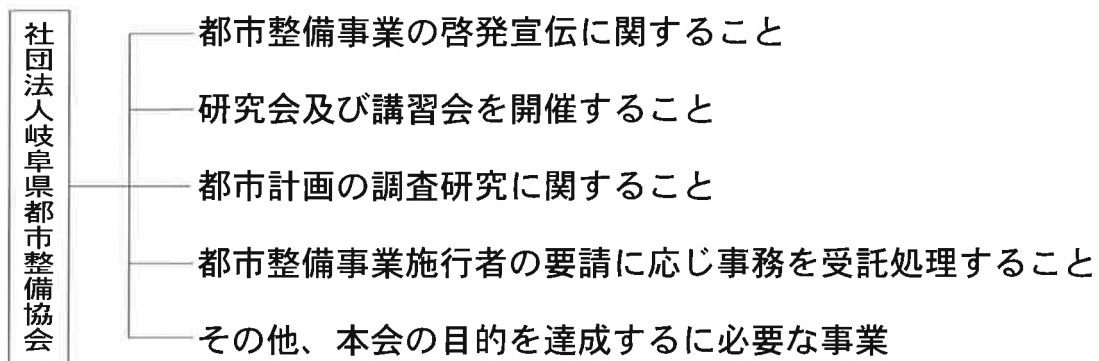 社団法人岐阜県都市整備協会
都市整備事業の啓発宣伝に関すること
研究会及び講習会を開催すること
都市計画の調査研究に関すること
都市整備事業施行者の要請に応じ事務を受託処理すること
その他、本会の目的を達成するに必要な事業